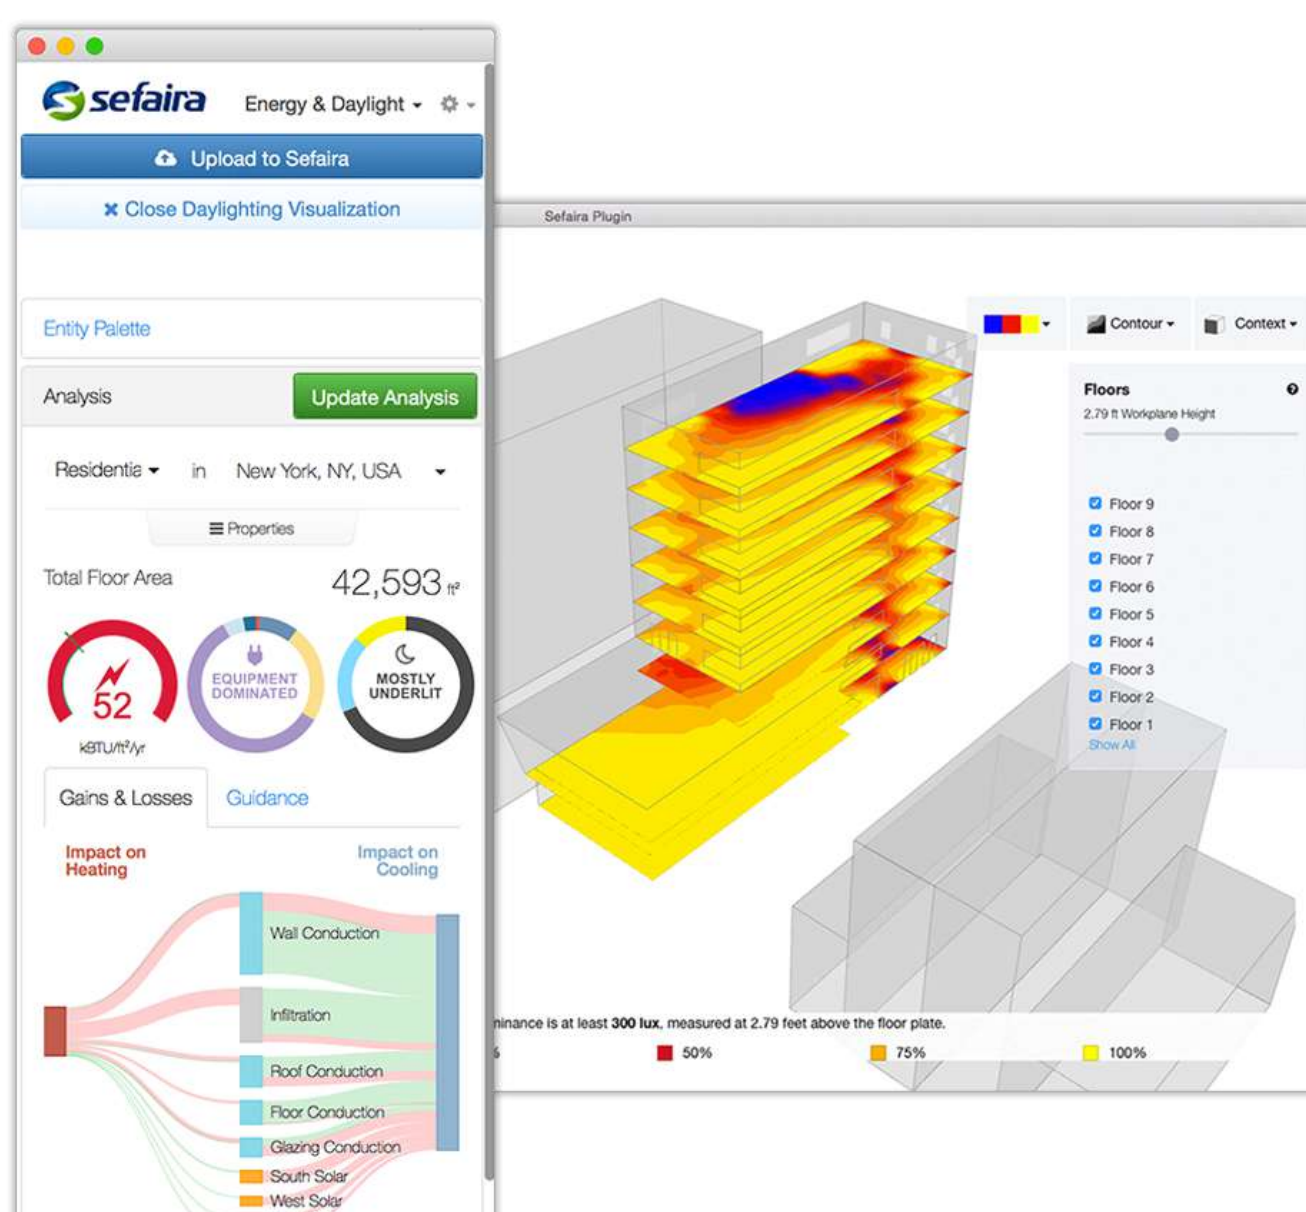 sefaira
Energy & Daylight
Upload to Sefaira
Close Daylighting Visualization
Entity Palette
Analysis
Update Analysis
Residentia
in
New York, NY, USA
Properties
Total Floor Area
42,593 ft²
52
kBTU/ft²/yr
EQUIPMENT
DOMINATED
MOSTLY
UNDERLIT
Gains & Losses
Guidance
Impact on
Heating
Impact on
Cooling
Wall Conduction
Infiltration
Roof Conduction
Floor Conduction
Glazing Conduction
South Solar
West Solar
Sefaira Plugin
Contour
Context
Floors
2.79 ft Workplane Height
Floor 9
Floor 8
Floor 7
Floor 6
Floor 5
Floor 4
Floor 3
Floor 2
Floor 1
Show All
minance is at least 300 lux, measured at 2.79 feet above the floor plate.
50%
75%
100%